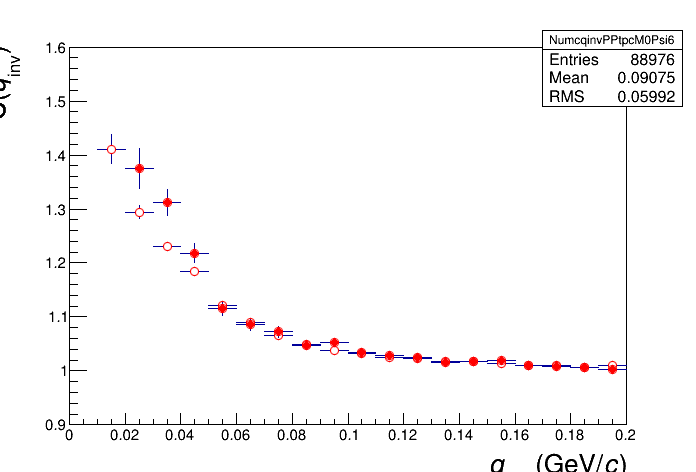 NumcqinvPPtpcM0Psi6
Entries 88976
Mean 0.09075
RMS 0.05992
(q
inv
)
1.6
1.5
1.4
1.3
1.2
1.1
1
0.9
0 0.02 0.04 0.06 0.08 0.1 0.12 0.14 0.16 0.18 0.2
(GeV/c)